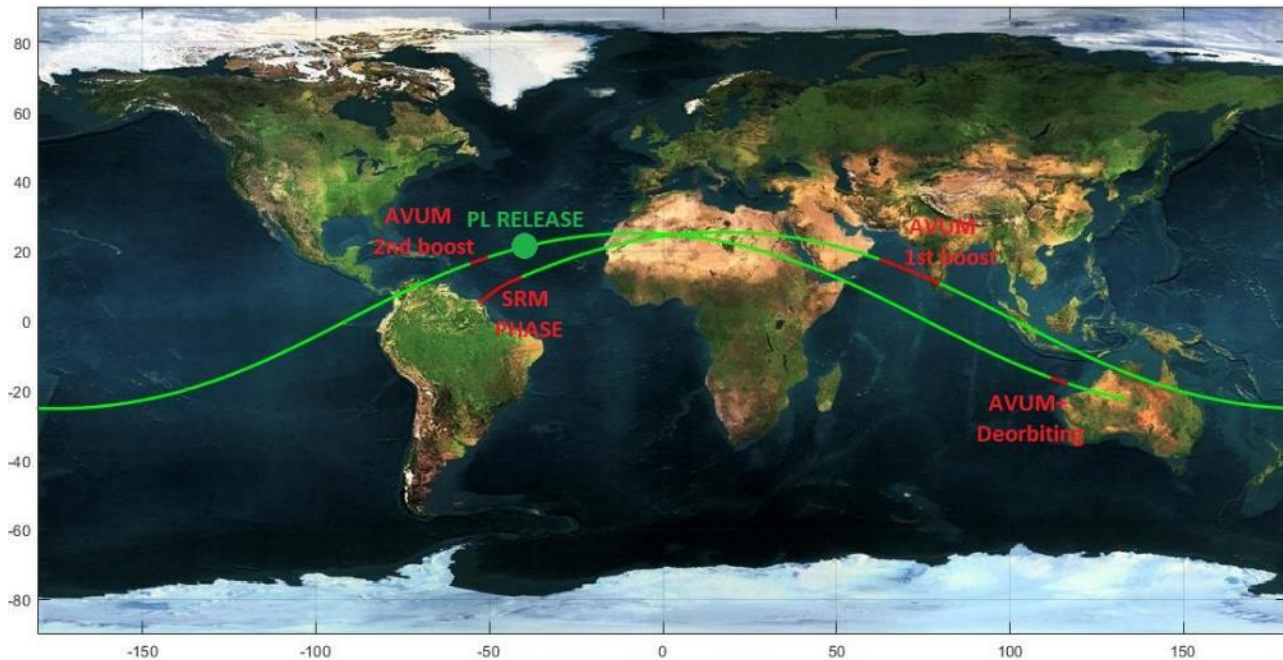 80
60
40
20
0
-20
-40
-60
-80
AVUM
2nd boost
PL RELEASE
AVUM
1st boost
SRM
PHASE
AVUM+
Deorbiting
-150
-100
-50
0
50
100
150